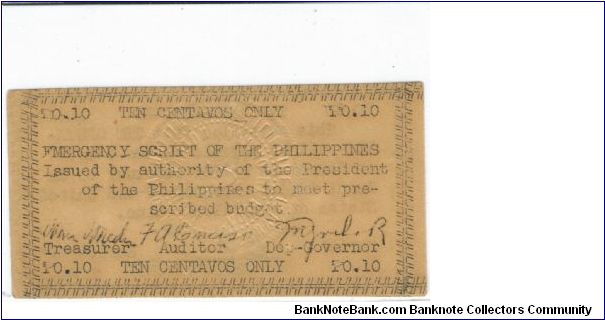 ₱0.10 TEN CENTAVOS ONLY ₱0.10
EMERGENCY SCRIPT OF THE PHILIPPINES
Issued by authority of the President
of the Philippines to meet pre-
scribed budget.
Treasurer Auditor Dep-Governor
₱0.10 TEN CENTAVOS ONLY ₱0.10
BankNoteBank.com Banknote Collectors Community